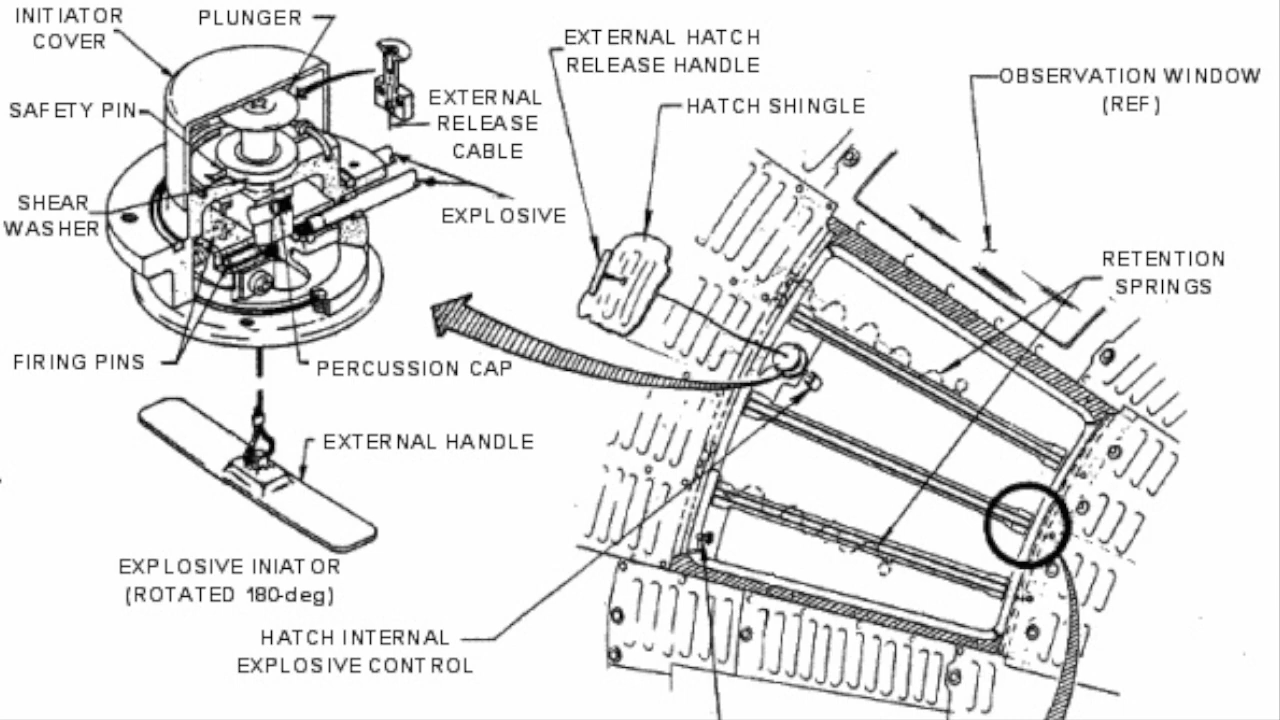 INITIATOR
COVER
PLUNGER
SAFETY PIN
EXTERNAL
RELEASE
CABLE
SHEAR
WASHER
EXPLOSIVE
FIRING PINS
PERCUSSION CAP
EXTERNAL HANDLE
EXPLOSIVE INIATOR
(ROTATED 180-deg)
HATCH INTERNAL
EXPLOSIVE CONTROL
EXTERNAL HATCH
RELEASE HANDLE
HATCH SHINGLE
OBSERVATION WINDOW
(REF)
RETENTION
SPRINGS